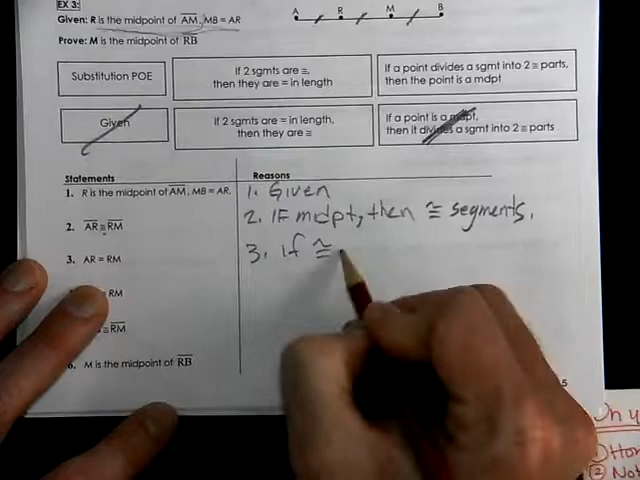 EX 3:
Given: R is the midpoint of AM, MB = AR
Prove: M is the midpoint of RB
A R M B
Substitution POE
If 2 sgmts are ≅,
then they are = in length
If a point divides a sgmt into 2 ≅ parts,
then the point is a mdpt
Given
If 2 sgmts are = in length,
then they are ≅
If a point is a mdpt,
then it divides a sgmt into 2 ≅ parts
Statements
Reasons
1. R is the midpoint of AM, MB = AR.
1. Given
2. AR ≅ RM
2. IF midpt, then ≅ segments.
3. AR = RM
3. if ≅
RM
≅ RM
6. M is the midpoint of RB
5